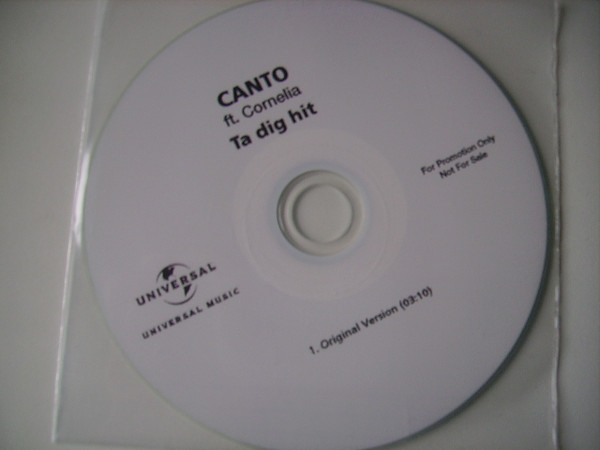 CANTO
ft. Cornelia
Ta dig hit
For Promotion Only
Not For Sale
UNIVERSAL
UNIVERSAL MUSIC
1. Original Version (03:10)